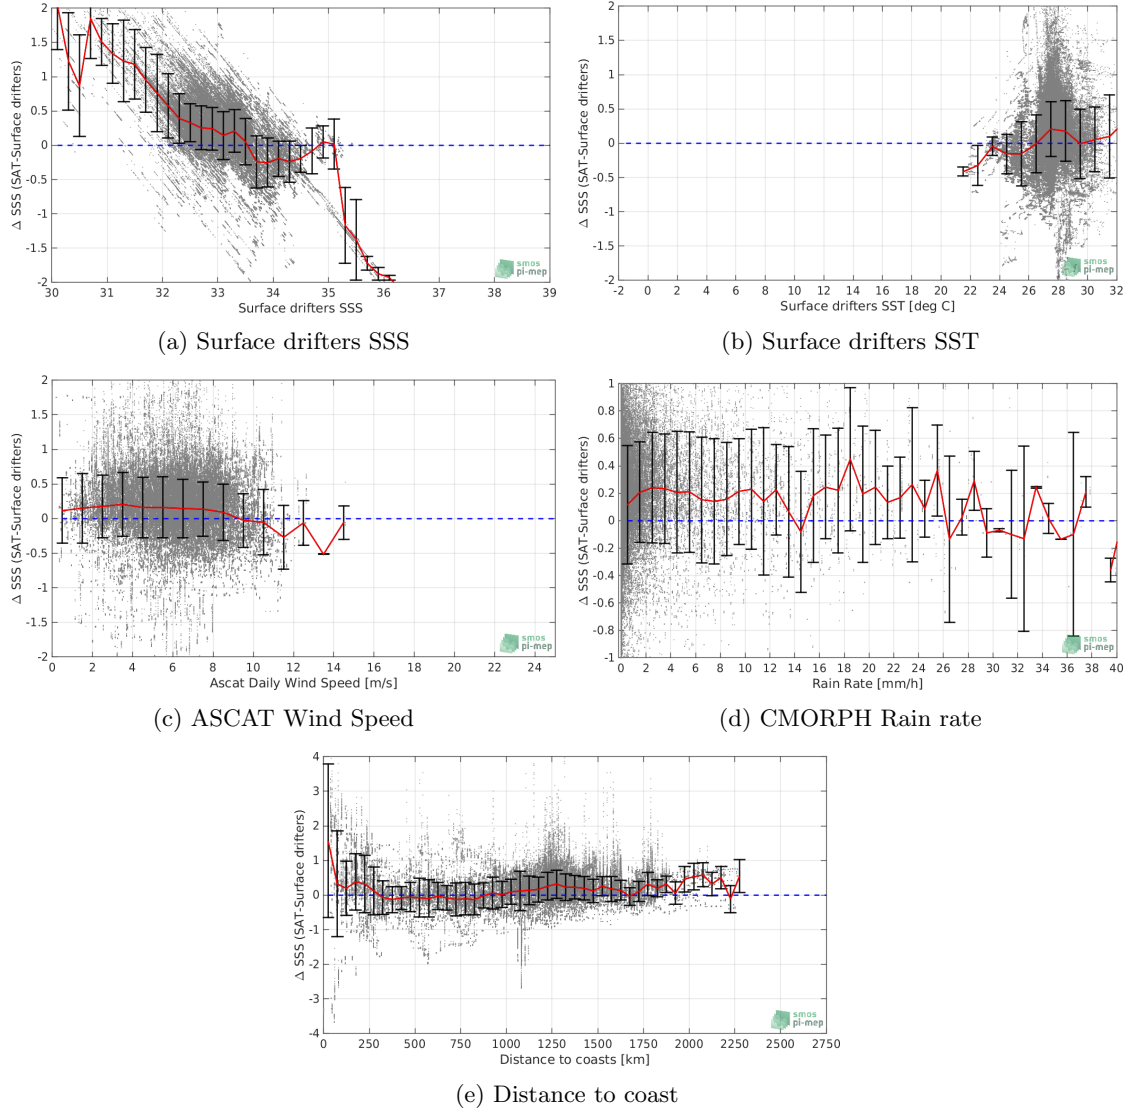 2
1.5
1
0.5
0
-0.5
-1
-1.5
-2
30 31 32 33 34 35 36 37 38 39
Δ SSS (SAT-Surface drifters)
Surface drifters SSS
smos
pi-mep
(a) Surface drifters SSS
2
1.5
1
0.5
0
-0.5
-1
-1.5
-2
-2 0 2 4 6 8 10 12 14 16 18 20 22 24 26 28 30 32
Δ SSS (SAT-Surface drifters)
Surface drifters SST [deg C]
smos
pi-mep
(b) Surface drifters SST
2
1.5
1
0.5
0
-0.5
-1
-1.5
-2
0 2 4 6 8 10 12 14 16 18 20 22 24
Δ SSS (SAT-Surface drifters)
Ascat Daily Wind Speed [m/s]
smos
pi-mep
(c) ASCAT Wind Speed
1
0.8
0.6
0.4
0.2
0
-0.2
-0.4
-0.6
-0.8
-1
0 2 4 6 8 10 12 14 16 18 20 22 24 26 28 30 32 34 36 38 40
Δ SSS (SAT-Surface drifters)
Rain Rate [mm/h]
smos
pi-mep
(d) CMORPH Rain rate
4
3
2
1
0
-1
-2
-3
-4
0 250 500 750 1000 1250 1500 1750 2000 2250 2500 2750
Δ SSS (SAT-Surface drifters)
Distance to coasts [km]
smos
pi-mep
(e) Distance to coast